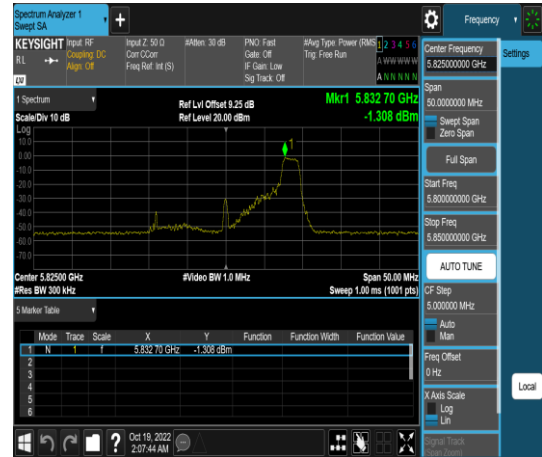 Spectrum Analyzer 1
Swept SA
+
Frequency
KEYSIGHT
RL
LXI
Input: RF
Coupling: DC
Align: Off
Input Z: 50 Ω
Corr CCorr
Freq Ref: Int (S)
#Atten: 30 dB
PNO: Fast
Gate: Off
IF Gain: Low
Sig Track: Off
#Avg Type: Power (RMS
Trig: Free Run
1 2 3 4 5 6
A W W W W W
A N N N N N
1 Spectrum
Scale/Div 10 dB
Ref Lvl Offset 9.25 dB
Ref Level 20.00 dBm
Mkr1 5.832 70 GHz
-1.308 dBm
Log
10.0
0.00
-10.0
-20.0
-30.0
-40.0
-50.0
-60.0
-70.0
1
Center 5.82500 GHz
#Res BW 300 kHz
#Video BW 1.0 MHz
Span 50.00 MHz
Sweep 1.00 ms (1001 pts)
5 Marker Table
Mode Trace Scale X Y Function Function Width Function Value
1 N 1 f 5.832 70 GHz -1.308 dBm
2
3
4
5
6
Oct 19, 2022
2:07:44 AM
Center Frequency
5.825000000 GHz
Span
50.0000000 MHz
Swept Span
Zero Span
Full Span
Start Freq
5.800000000 GHz
Stop Freq
5.850000000 GHz
AUTO TUNE
CF Step
5.000000 MHz
Auto
Man
Freq Offset
0 Hz
X Axis Scale
Log
Lin
Signal Track
(Span Zoom)
Settings
Local